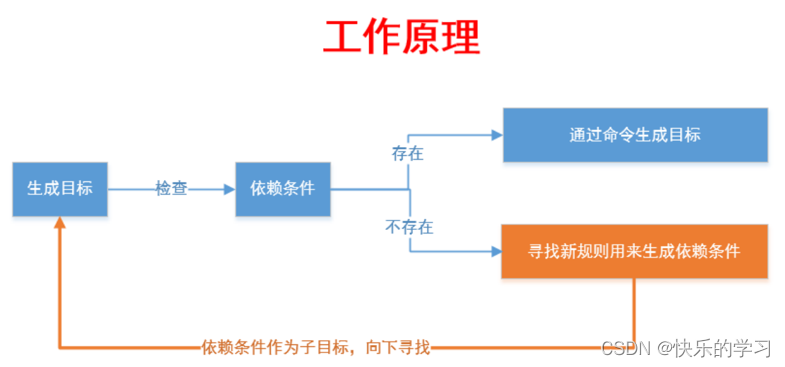 工作原理
通过命令生成目标
存在
生成目标
检查
依赖条件
不存在
寻找新规则用来生成依赖条件
依赖条件作为子目标，向下寻找
CSDN @快乐的学习